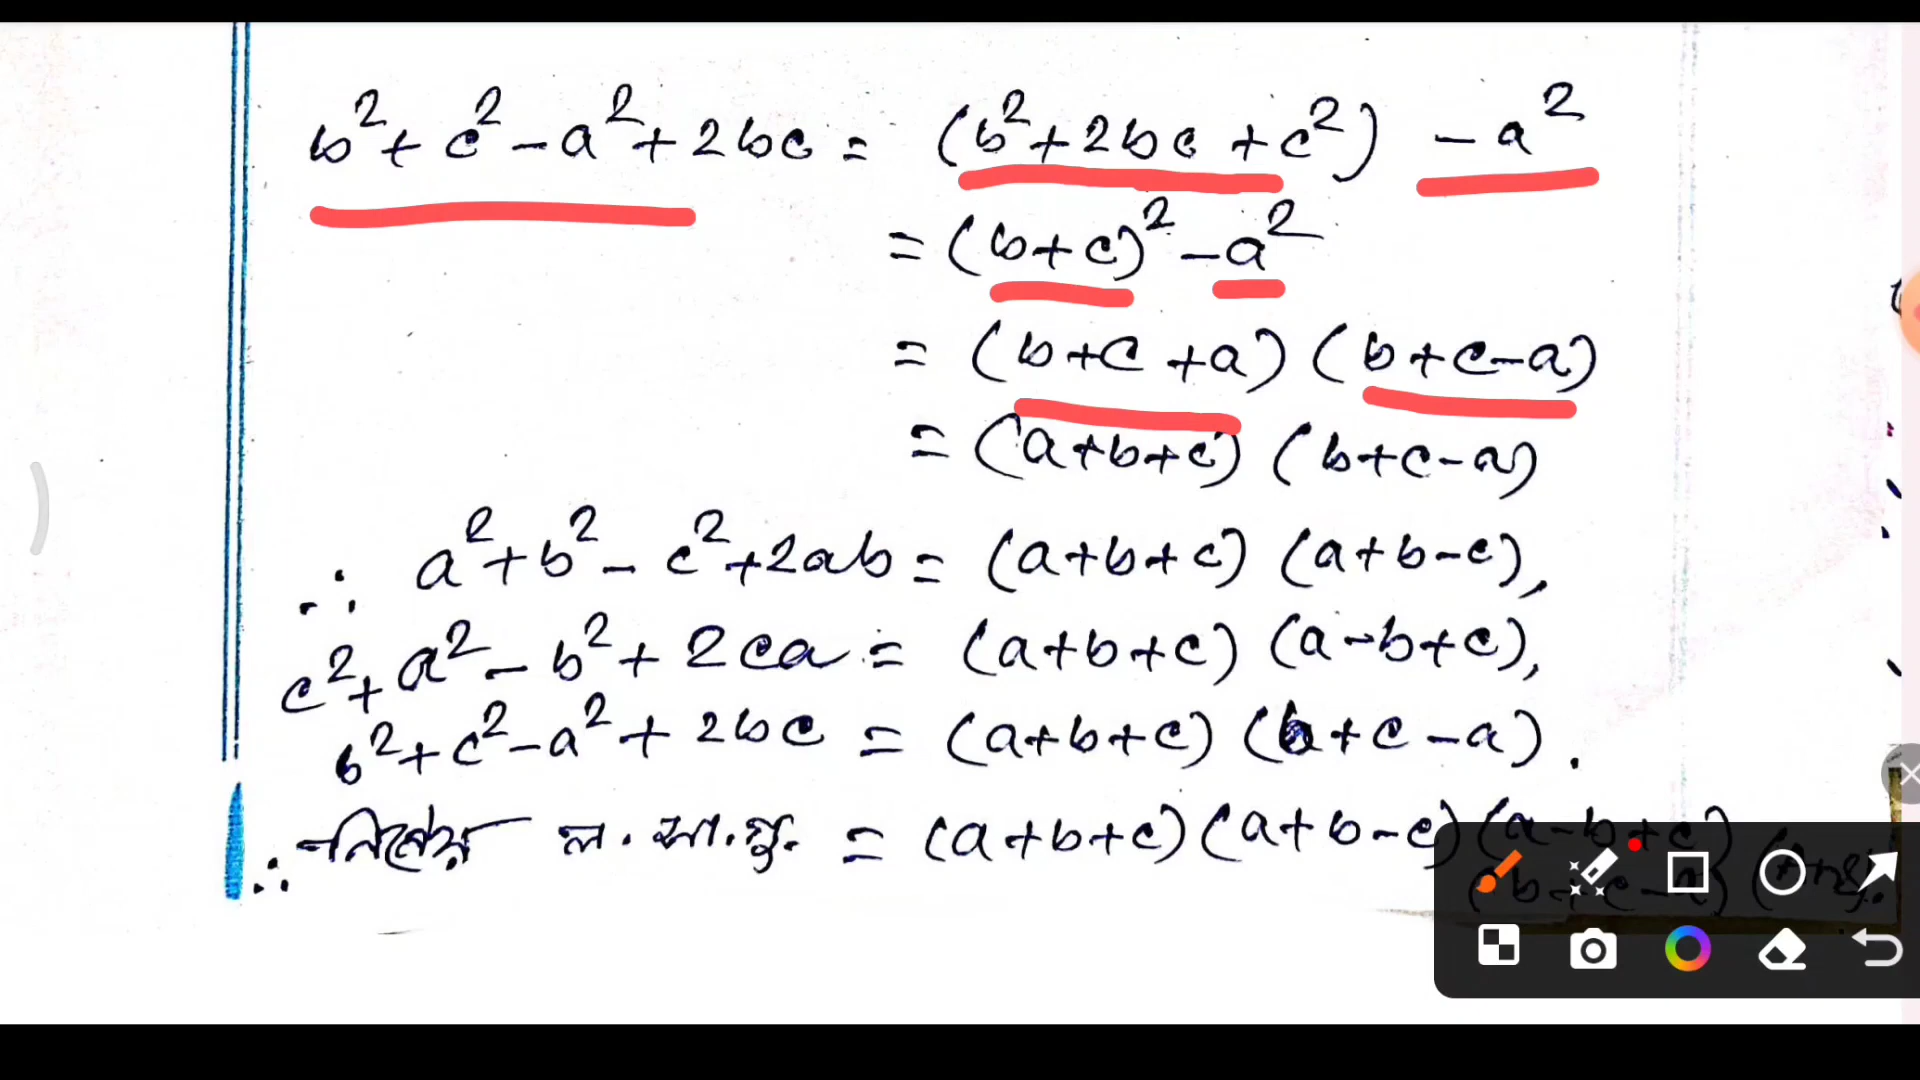 b²+c²-a²+2bc = (b²+2bc+c²) -a²
= (b+c)²-a²
= (b+c+a) (b+c-a)
= (a+b+c) (b+c-a)
∴ a²+b²-c²+2ab = (a+b+c) (a+b-c),
c²+a²-b²+2ca = (a+b+c) (a-b+c),
b²+c²-a²+2bc = (a+b+c) (b+c-a).
∴ নির্ণেয় ল.সা.গু. = (a+b+c)(a+b-c)(a-b+c)
(b+c-a)